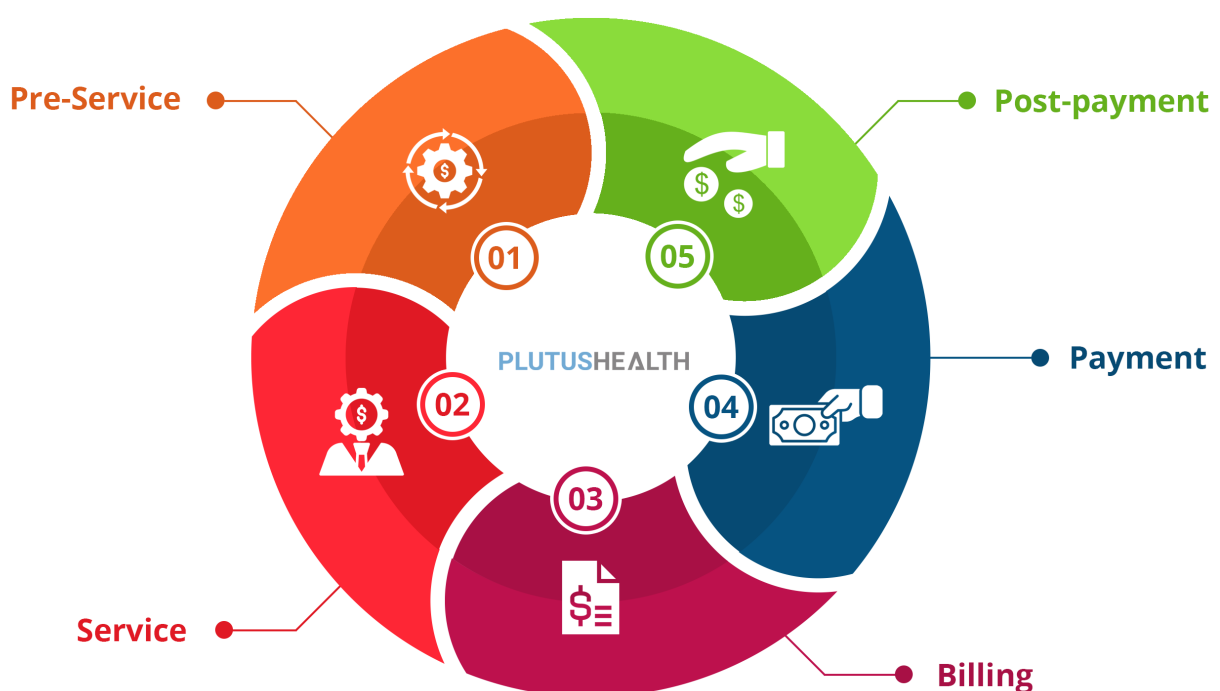 Pre-Service
01
Service
02
Billing
03
Payment
04
Post-payment
05
PLUTUSHEALTH
$
$
$
$
$